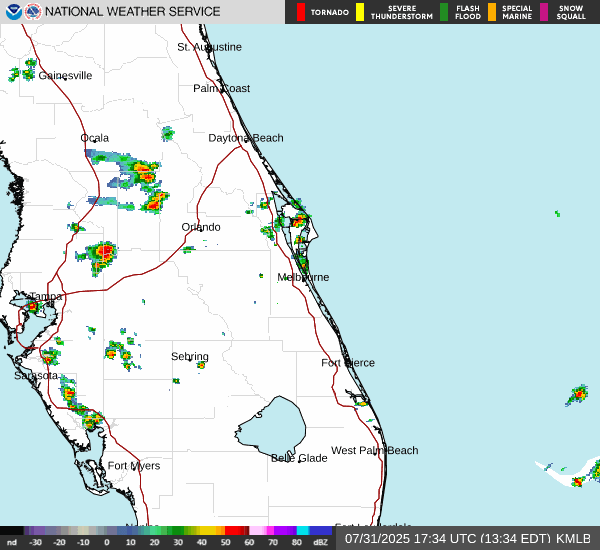 NATIONAL WEATHER SERVICE
TORNADO
SEVERE THUNDERSTORM
FLASH FLOOD
SPECIAL MARINE
SNOW SQUALL
St. Augustine
Gainesville
Palm Coast
Ocala
Daytona Beach
Orlando
Melbourne
Tampa
Sebring
Fort Pierce
Sarasota
West Palm Beach
Belle Glade
Fort Myers
nd -30 -20 -10 0 10 20 30 40 50 60 70 80 dBZ
07/31/2025 17:34 UTC (13:34 EDT) KMLB